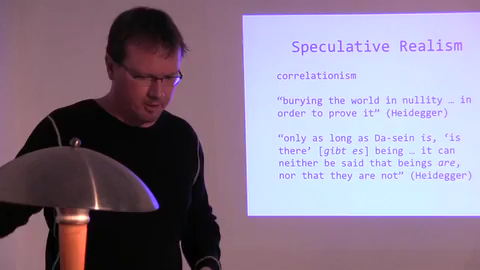 Speculative Realism
correlationism
“burying the world in nullity … in
order to prove it” (Heidegger)
“only as long as Da-sein is, ‘is
there’ [gibt es] being … it can
neither be said that beings are,
nor that they are not” (Heidegger)